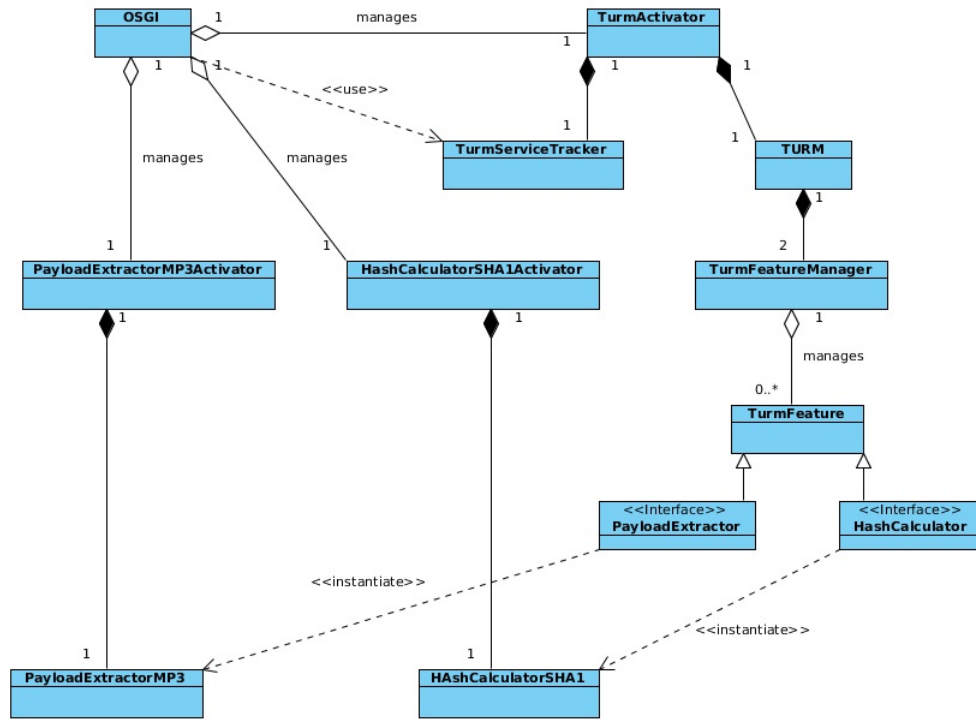 OSGI
1
manages
1
TurmActivator
1
1
1
1
<<use>>
1
1
TurmServiceTracker
TURM
manages
manages
1
1
1
2
PayloadExtractorMP3Activator
HashCalculatorSHA1Activator
TurmFeatureManager
1
1
1
manages
0..*
TurmFeature
<<Interface>>
PayloadExtractor
<<Interface>>
HashCalculator
<<instantiate>>
<<instantiate>>
1
1
PayloadExtractorMP3
HAshCalculatorSHA1